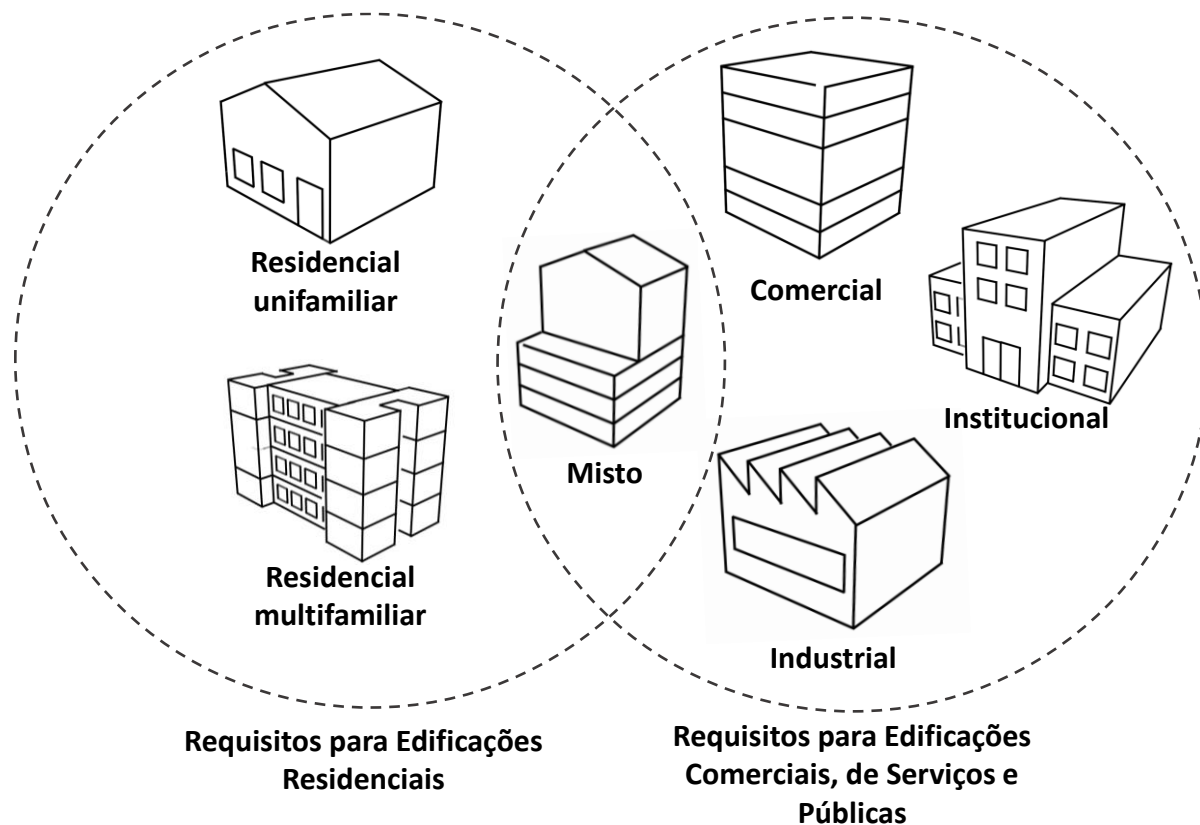 Residencial
unifamiliar
Residencial
multifamiliar
Misto
Comercial
Institucional
Industrial
Requisitos para Edificações
Residenciais
Requisitos para Edificações
Comerciais, de Serviços e
Públicas